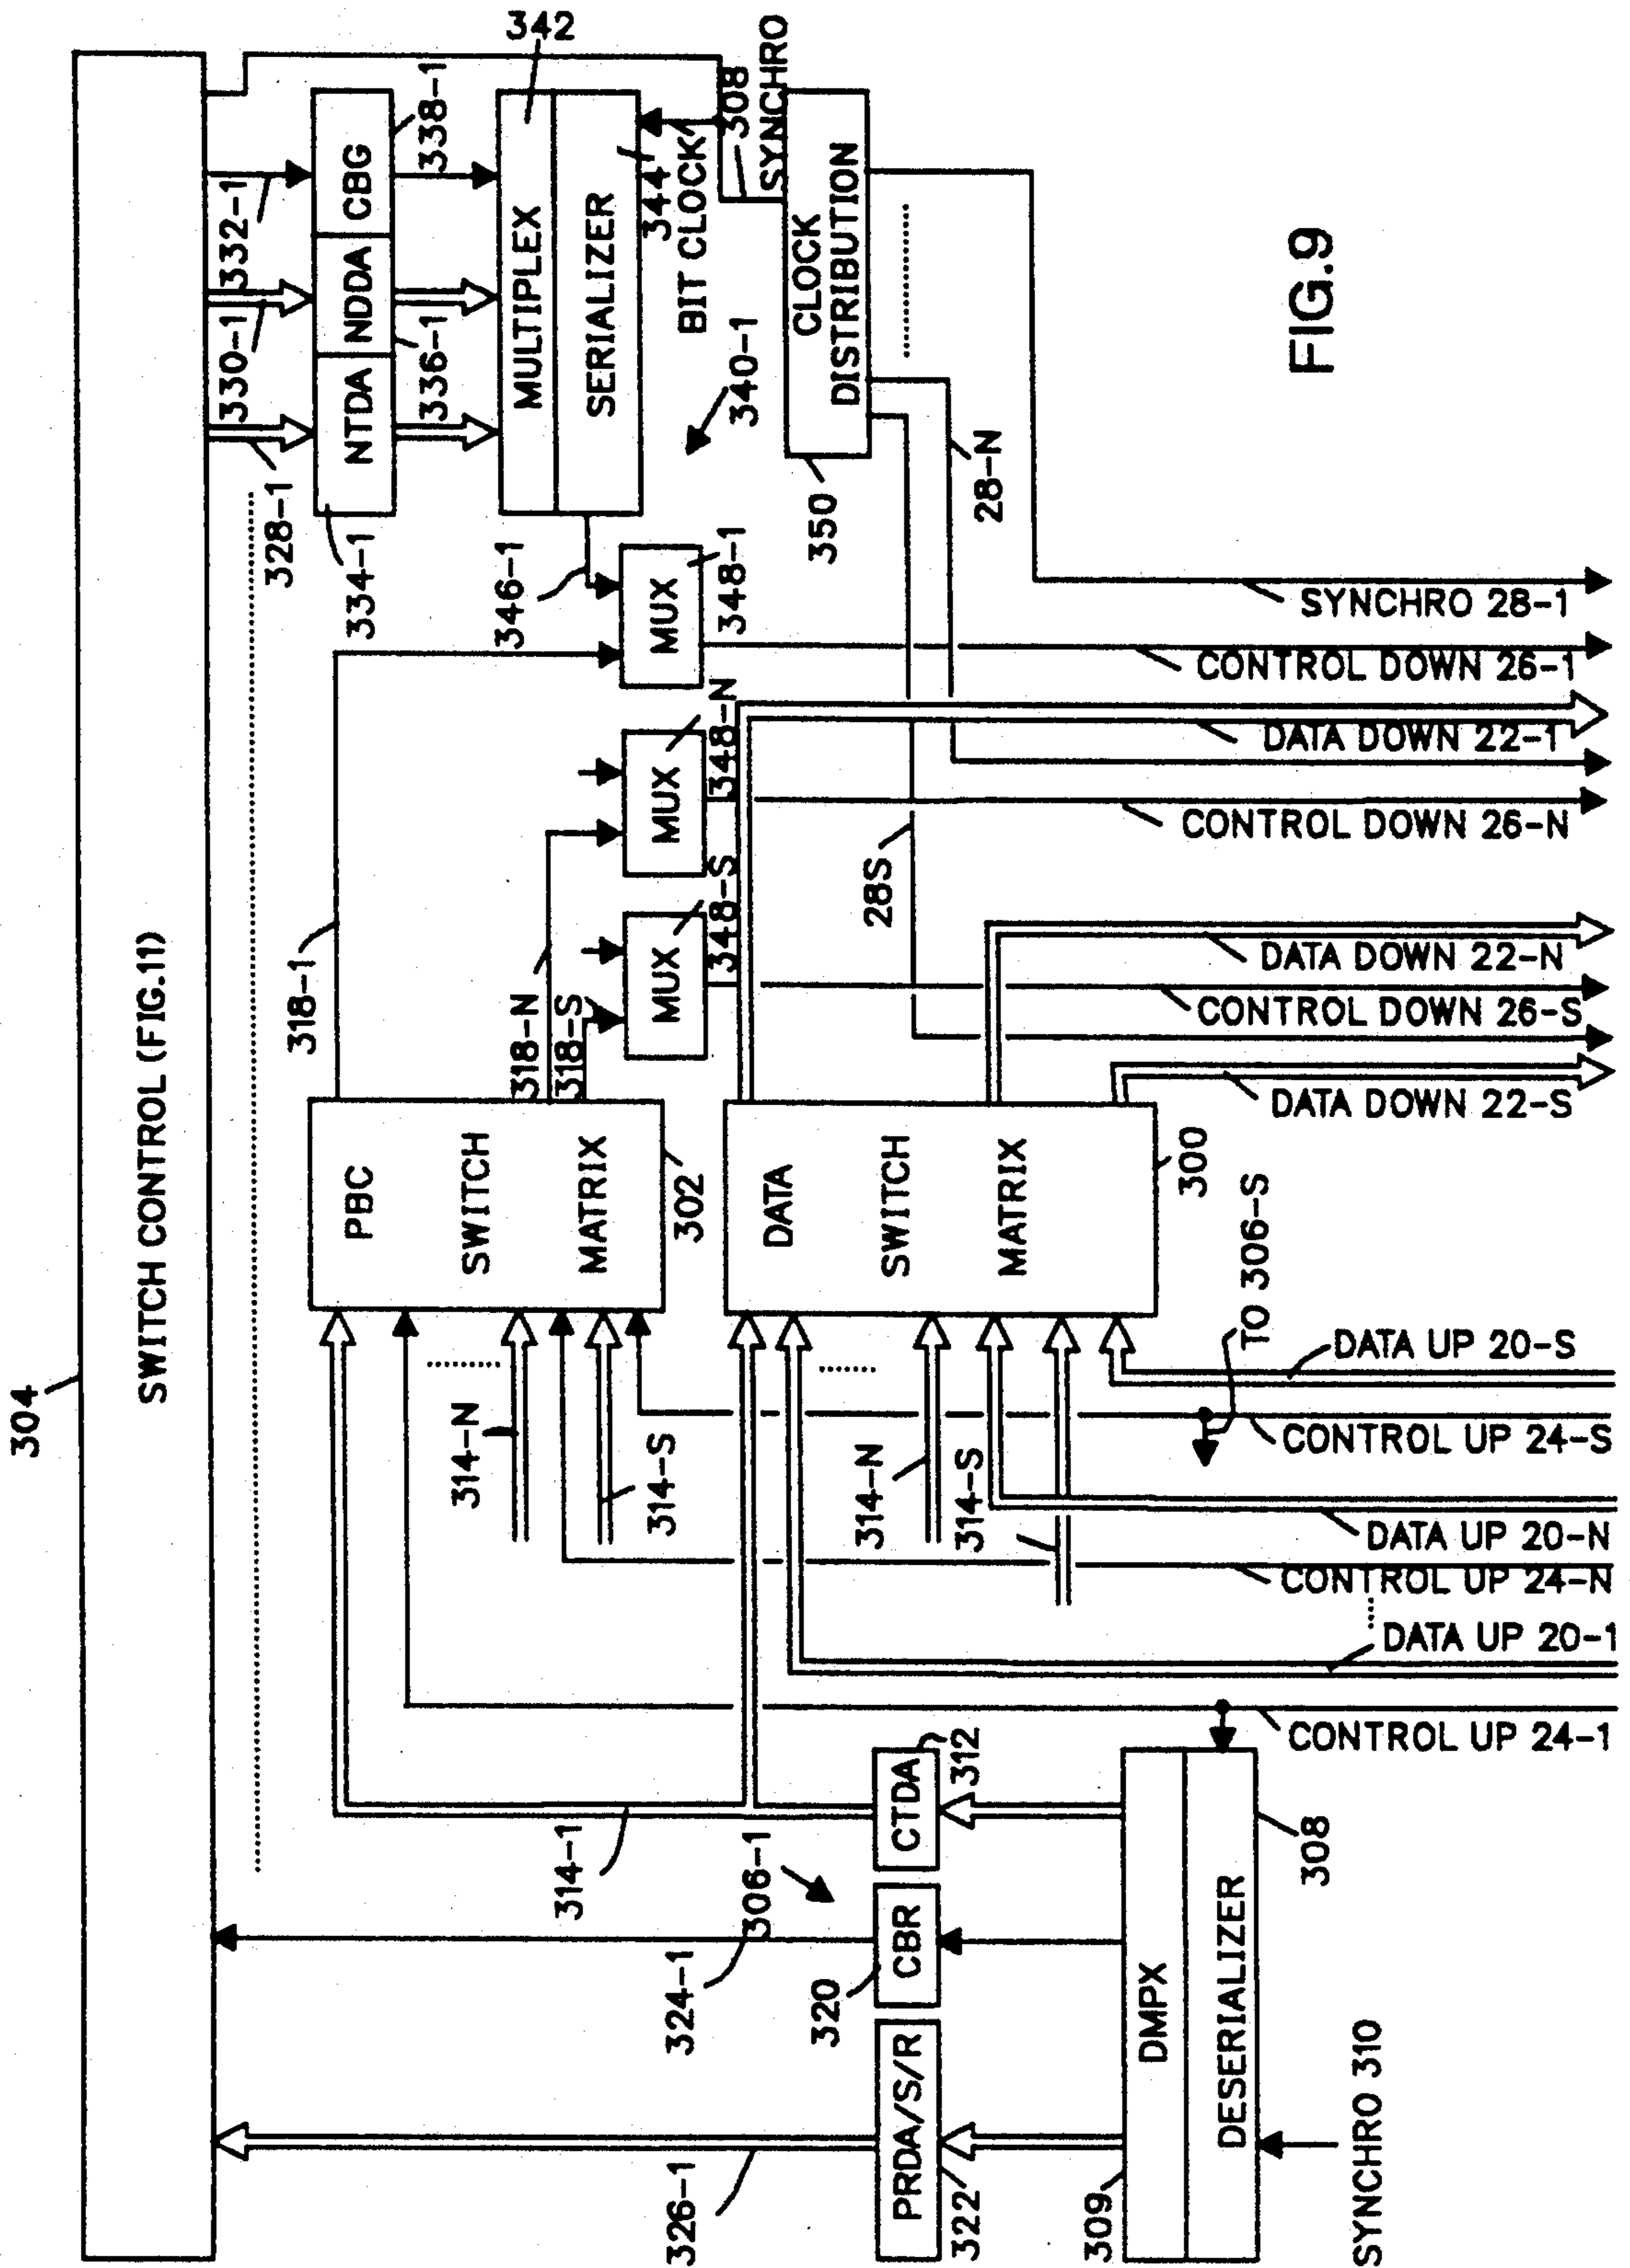 304
SWITCH CONTROL (FIG.11)
326-1
324-1
314-1
306-1
PRDA/S/R
322
CBR
320
CTDA
312
309
DMPX
DESERIALIZER
308
SYNCHRO 310
318-1
PBC
SWITCH
MATRIX
302
318-N
318-S
314-N
314-S
DATA
SWITCH
MATRIX
300
314-N
314-S
TO 306-S
MUX
348-S
MUX
348-N
MUX
348-1
346-1
328-1
330-1
332-1
334-1
NTDA
NDDA
CBG
336-1
338-1
342
MULTIPLEX
SERIALIZER
344
BIT CLOCK
340-1
308
SYNCHRO
CLOCK
DISTRIBUTION
350
28S
28-N
CONTROL UP 24-1
DATA UP 20-1
CONTROL UP 24-N
DATA UP 20-N
CONTROL UP 24-S
DATA UP 20-S
DATA DOWN 22-S
CONTROL DOWN 26-S
DATA DOWN 22-N
CONTROL DOWN 26-N
DATA DOWN 22-1
CONTROL DOWN 26-1
SYNCHRO 28-1
FIG.9